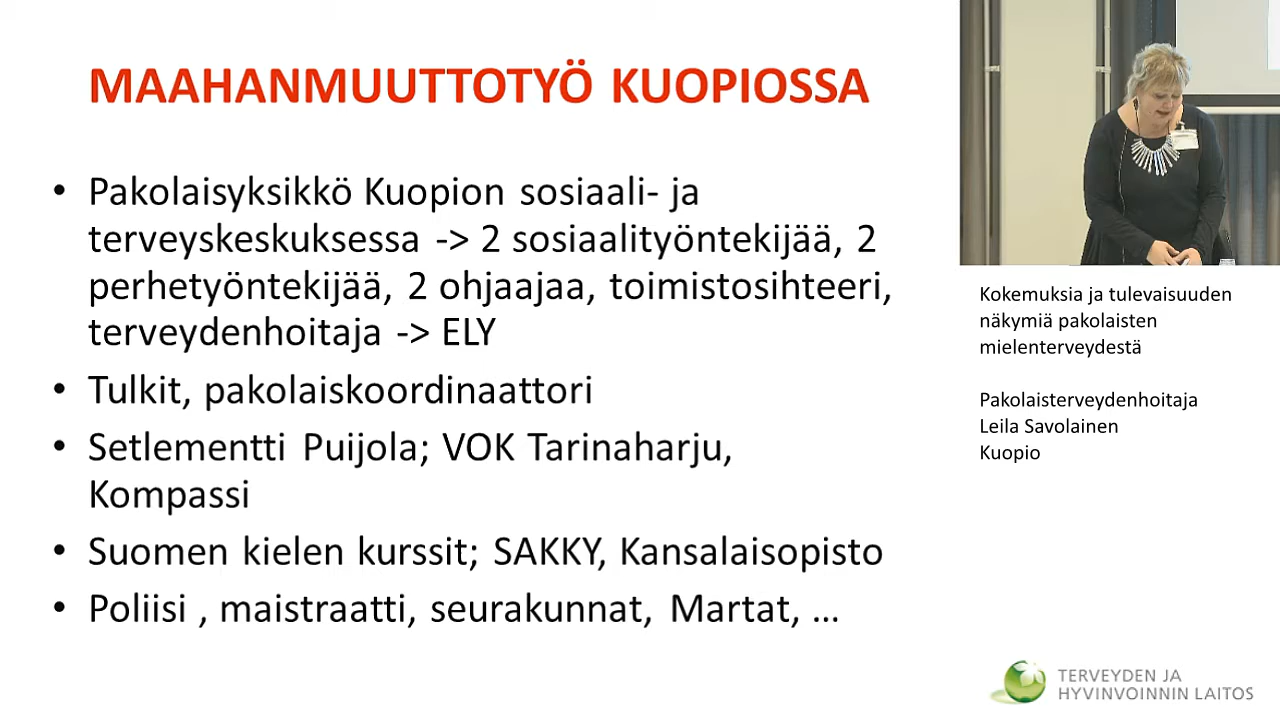 MAAHANMUUTTOTYÖ KUOPIOSSA
• Pakolaisyksikkö Kuopion sosiaali- ja
terveyskeskuksessa -> 2 sosiaalityöntekijää, 2
perhetyöntekijää, 2 ohjaajaa, toimistosihteeri,
terveydenhoitaja -> ELY
• Tulkit, pakolaiskoordinaattori
• Setlementti Puijola; VOK Tarinaharju,
Kompassi
• Suomen kielen kurssit; SAKKY, Kansalaisopisto
• Poliisi , maistraatti, seurakunnat, Martat, ...
Kokemuksia ja tulevaisuuden
näkymiä pakolaisten
mielenterveydestä
Pakolaisterveydenhoitaja
Leila Savolainen
Kuopio
TERVEYDEN JA
HYVINVOINNIN LAITOS